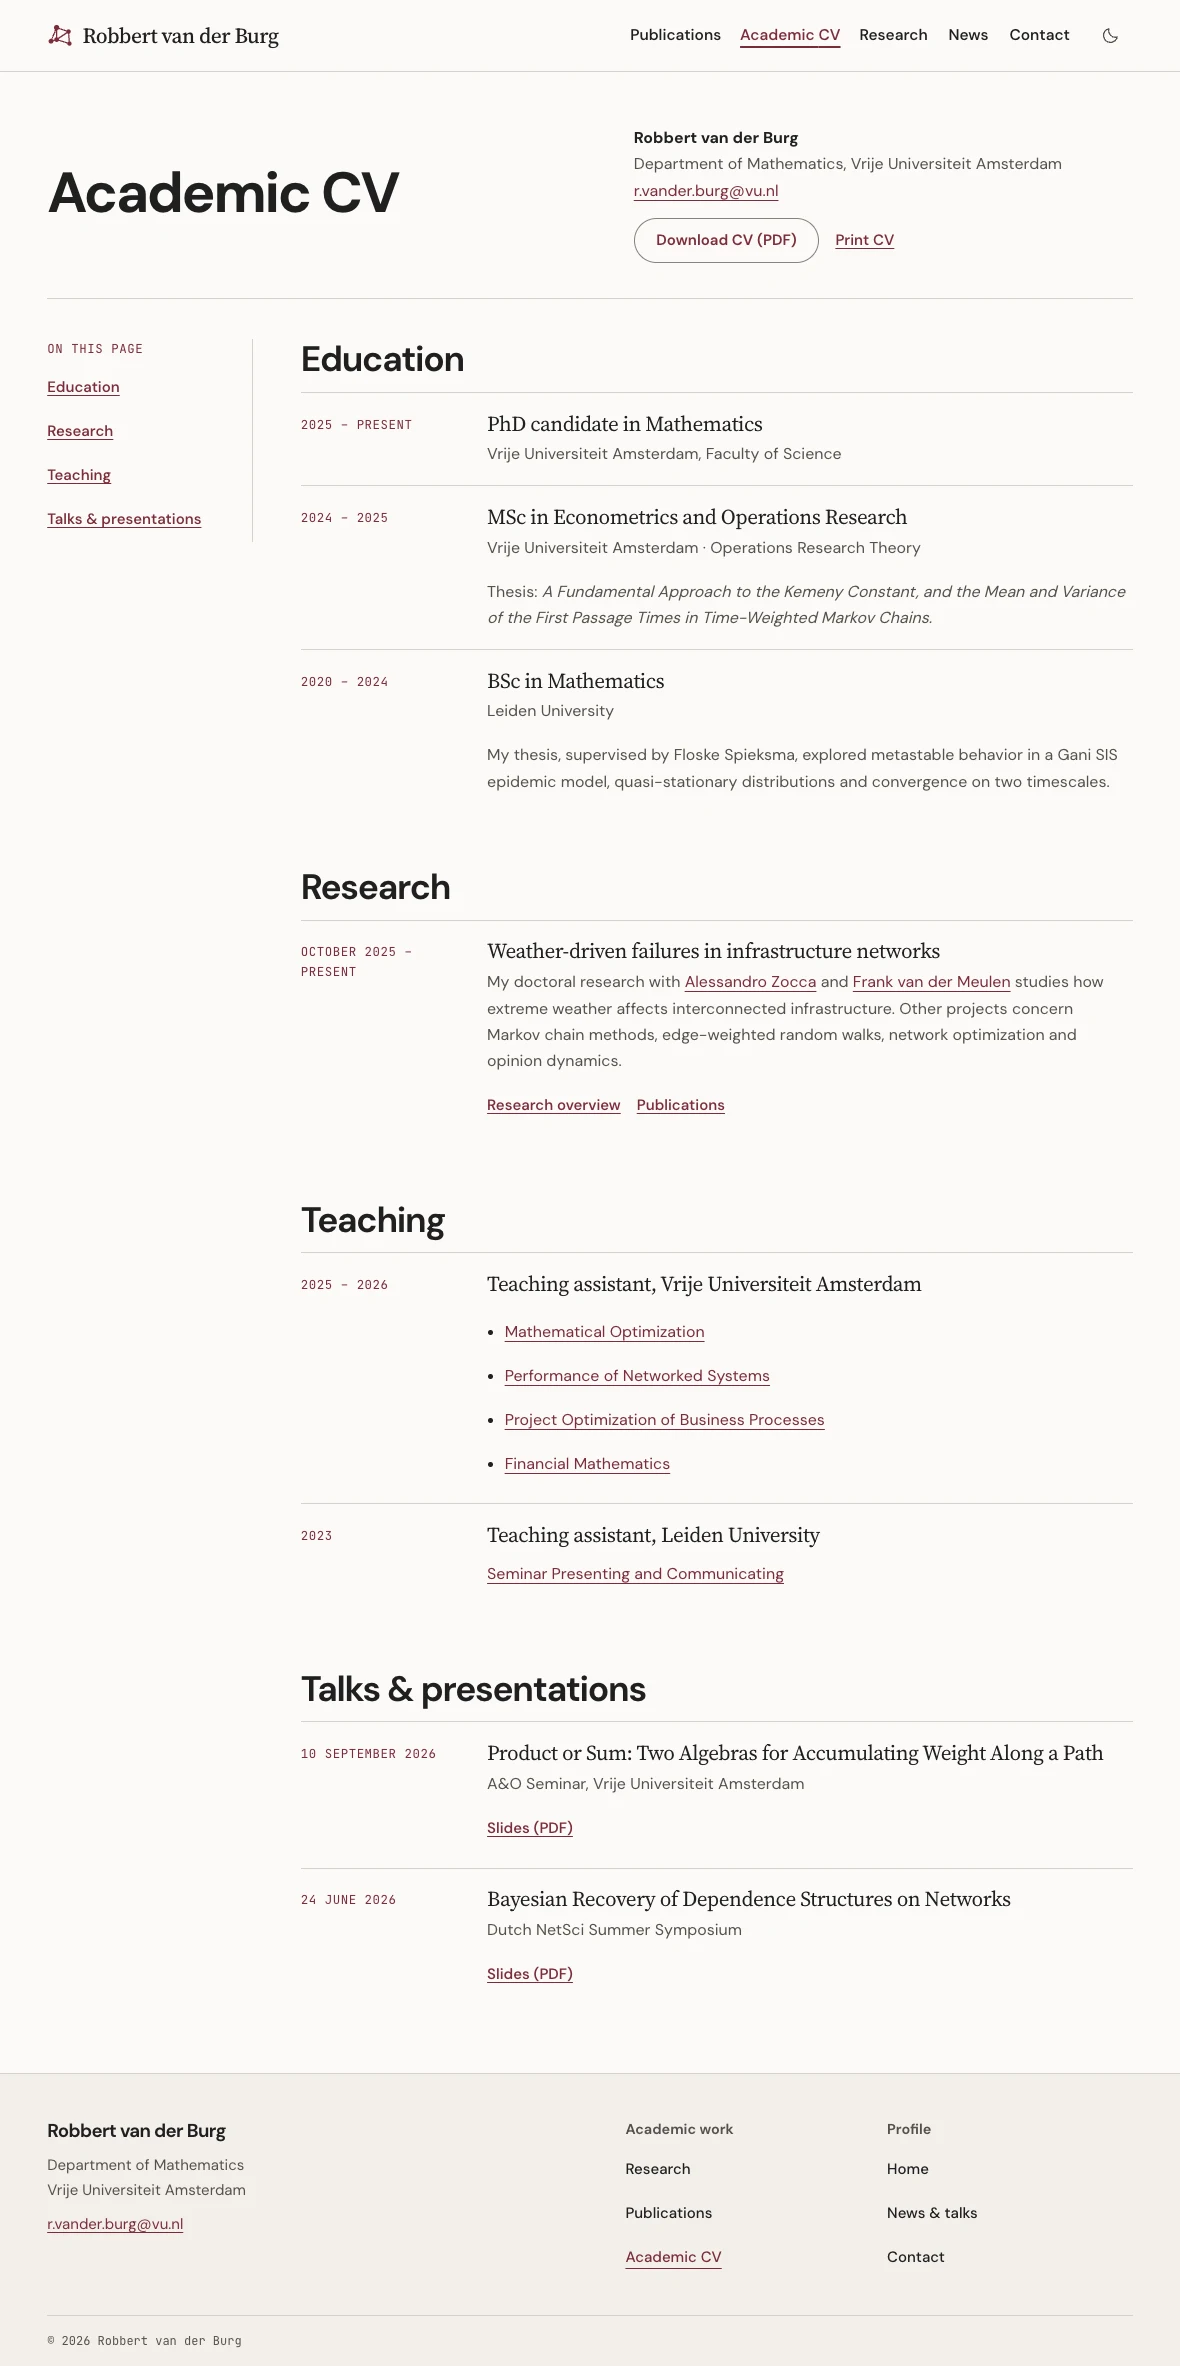 Robbert van der Burg
Publications Academic CV Research News Contact
Academic CV
Robbert van der Burg
Department of Mathematics, Vrije Universiteit Amsterdam
r.vander.burg@vu.nl
Download CV (PDF) Print CV
ON THIS PAGE
Education
Research
Teaching
Talks & presentations
Education
2025 – PRESENT
PhD candidate in Mathematics
Vrije Universiteit Amsterdam, Faculty of Science
2024 – 2025
MSc in Econometrics and Operations Research
Vrije Universiteit Amsterdam · Operations Research Theory
Thesis: A Fundamental Approach to the Kemeny Constant, and the Mean and Variance
of the First Passage Times in Time-Weighted Markov Chains.
2020 – 2024
BSc in Mathematics
Leiden University
My thesis, supervised by Floske Spieksma, explored metastable behavior in a Gani SIS
epidemic model, quasi-stationary distributions and convergence on two timescales.
Research
OCTOBER 2025 –
PRESENT
Weather-driven failures in infrastructure networks
My doctoral research with Alessandro Zocca and Frank van der Meulen studies how
extreme weather affects interconnected infrastructure. Other projects concern
Markov chain methods, edge-weighted random walks, network optimization and
opinion dynamics.
Research overview Publications
Teaching
2025 – 2026
Teaching assistant, Vrije Universiteit Amsterdam
• Mathematical Optimization
• Performance of Networked Systems
• Project Optimization of Business Processes
• Financial Mathematics
2023
Teaching assistant, Leiden University
Seminar Presenting and Communicating
Talks & presentations
10 SEPTEMBER 2026
Product or Sum: Two Algebras for Accumulating Weight Along a Path
A&O Seminar, Vrije Universiteit Amsterdam
Slides (PDF)
24 JUNE 2026
Bayesian Recovery of Dependence Structures on Networks
Dutch NetSci Summer Symposium
Slides (PDF)
Robbert van der Burg
Department of Mathematics
Vrije Universiteit Amsterdam
r.vander.burg@vu.nl
Academic work
Research
Publications
Academic CV
Profile
Home
News & talks
Contact
© 2026 Robbert van der Burg